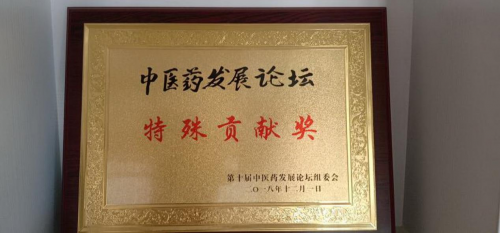 中医药发展论坛
特殊贡献奖
第十届中医药发展论坛组委会
二〇一八年十二月一日